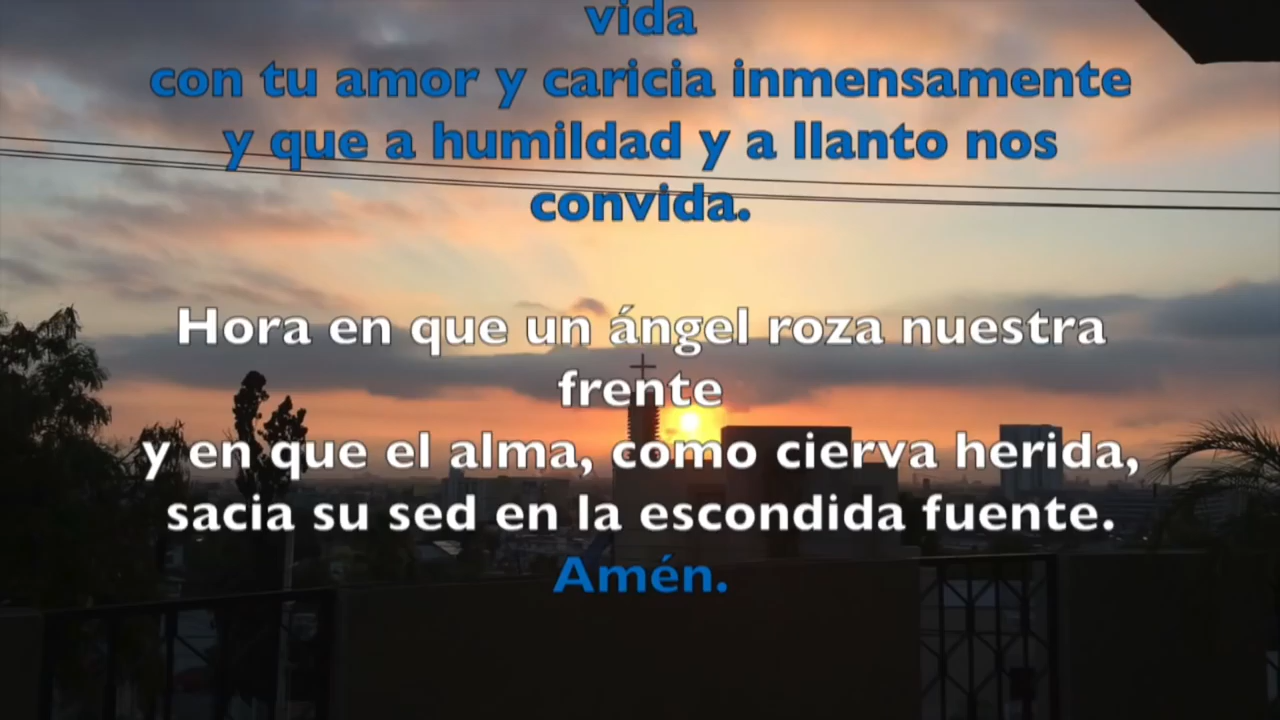 vida
con tu amor y caricia inmensamente
y que a humildad y a llanto nos
convida.
Hora en que un ángel roza nuestra
frente
y en que el alma, como cierva herida,
sacia su sed en la escondida fuente.
Amén.